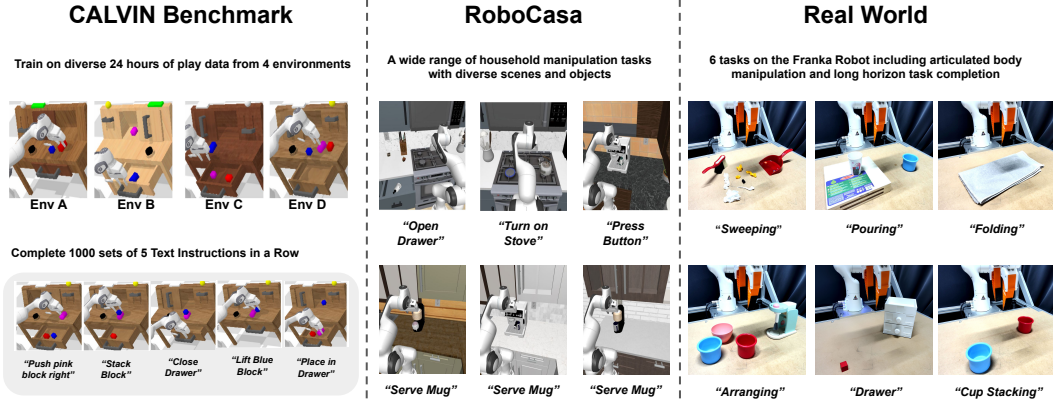 CALVIN Benchmark
Train on diverse 24 hours of play data from 4 environments
Env A
Env B
Env C
Env D
Complete 1000 sets of 5 Text Instructions in a Row
“Push pink
block right”
“Stack
Block”
“Close
Drawer”
“Lift Blue
Block”
“Place in
Drawer”
RoboCasa
A wide range of household manipulation tasks
with diverse scenes and objects
“Open
Drawer”
“Turn on
Stove”
“Press
Button”
“Serve Mug”
“Serve Mug”
“Serve Mug”
Real World
6 tasks on the Franka Robot including articulated body
manipulation and long horizon task completion
“Sweeping”
“Pouring”
“Folding”
“Arranging”
“Drawer”
“Cup Stacking”